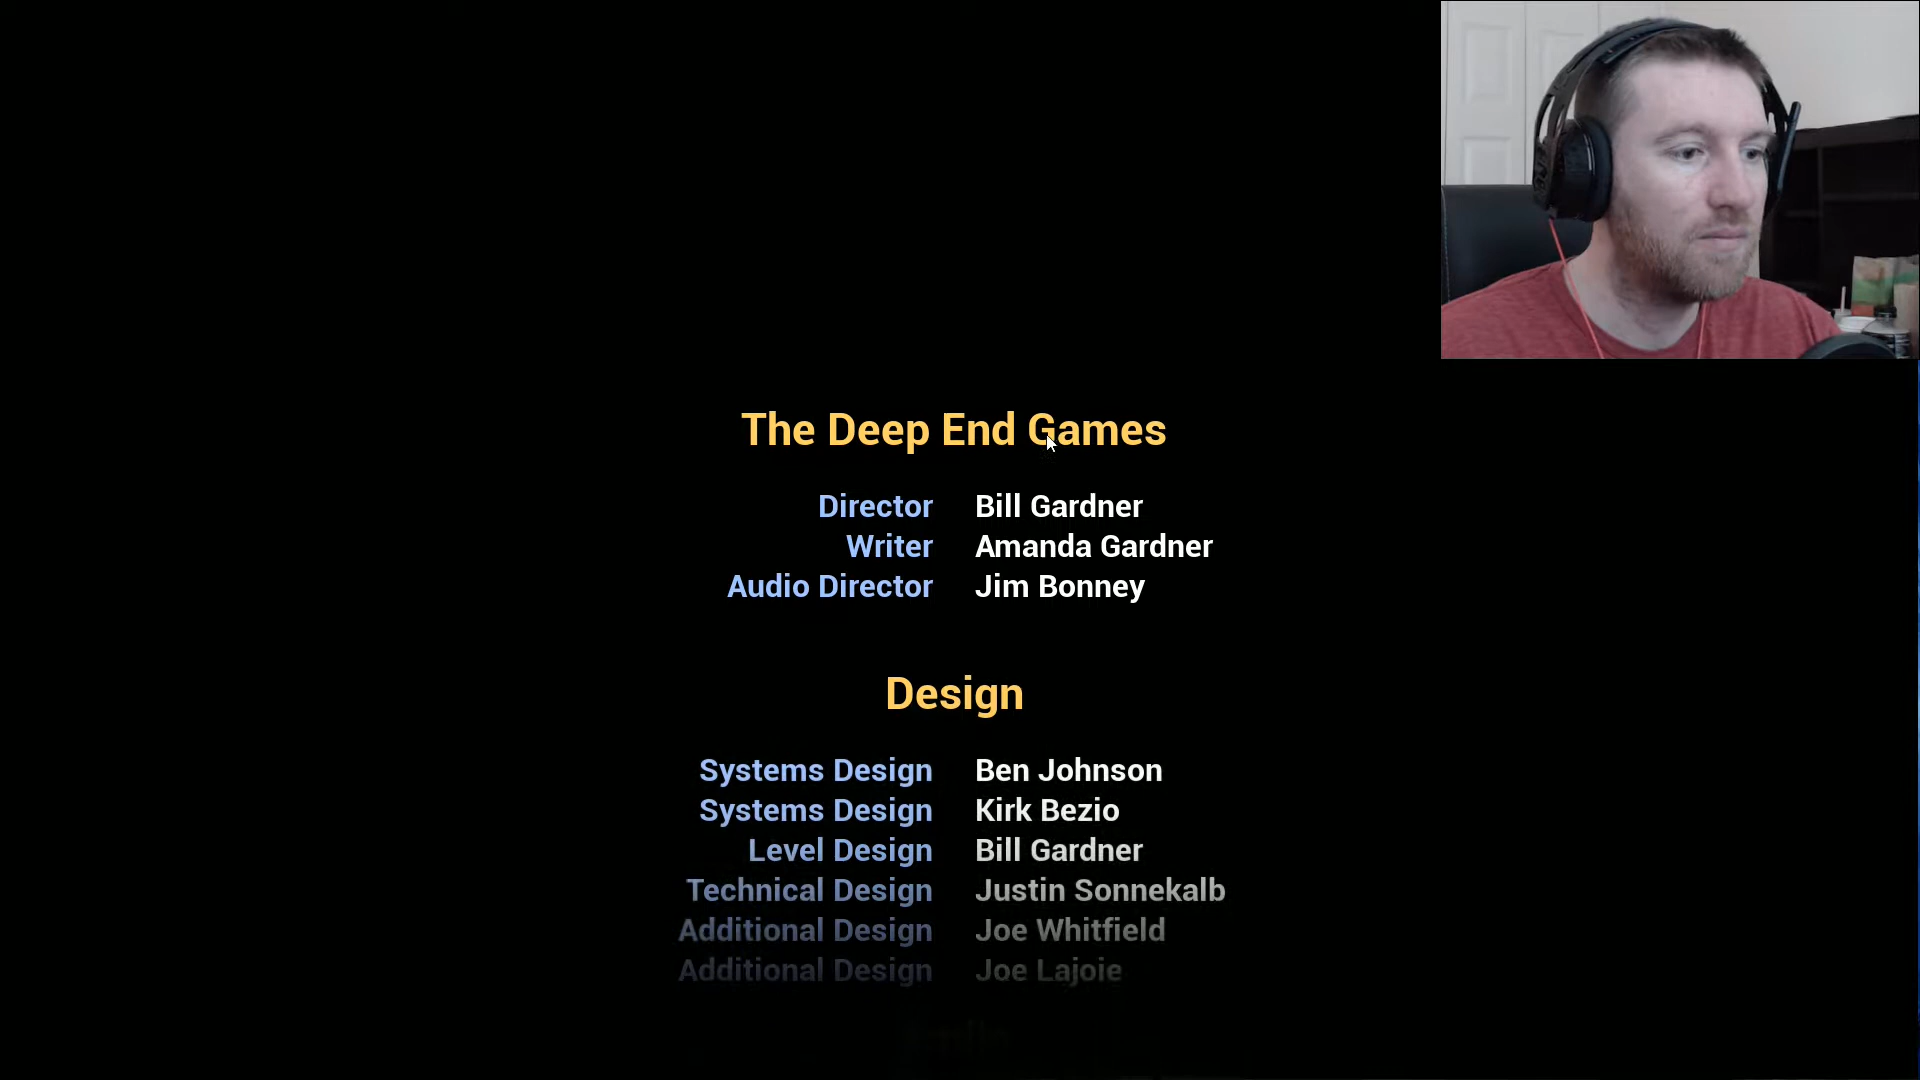 The Deep End Games
Director Bill Gardner
Writer Amanda Gardner
Audio Director Jim Bonney
Design
Systems Design Ben Johnson
Systems Design Kirk Bezio
Level Design Bill Gardner
Technical Design Justin Sonnekalb
Additional Design Joe Whitfield
Additional Design Joe Lajoie